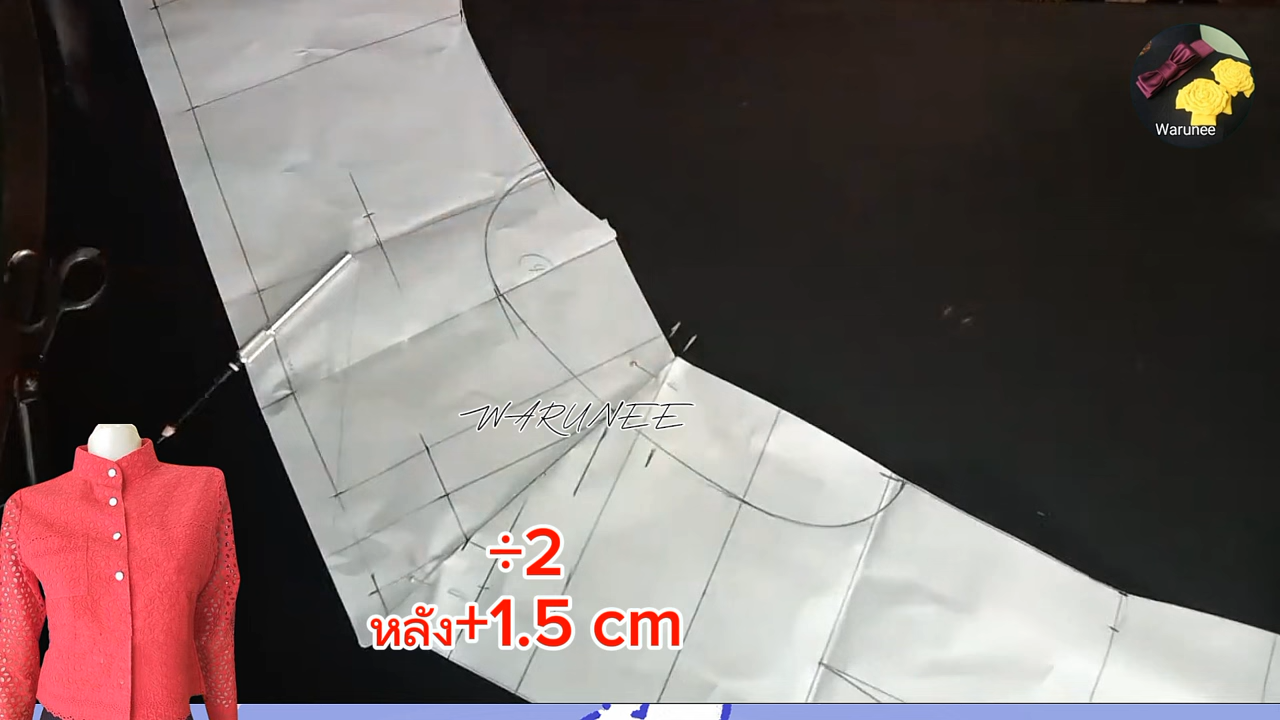 Warunee
WARUNEE
÷2
หลัง+1.5 cm